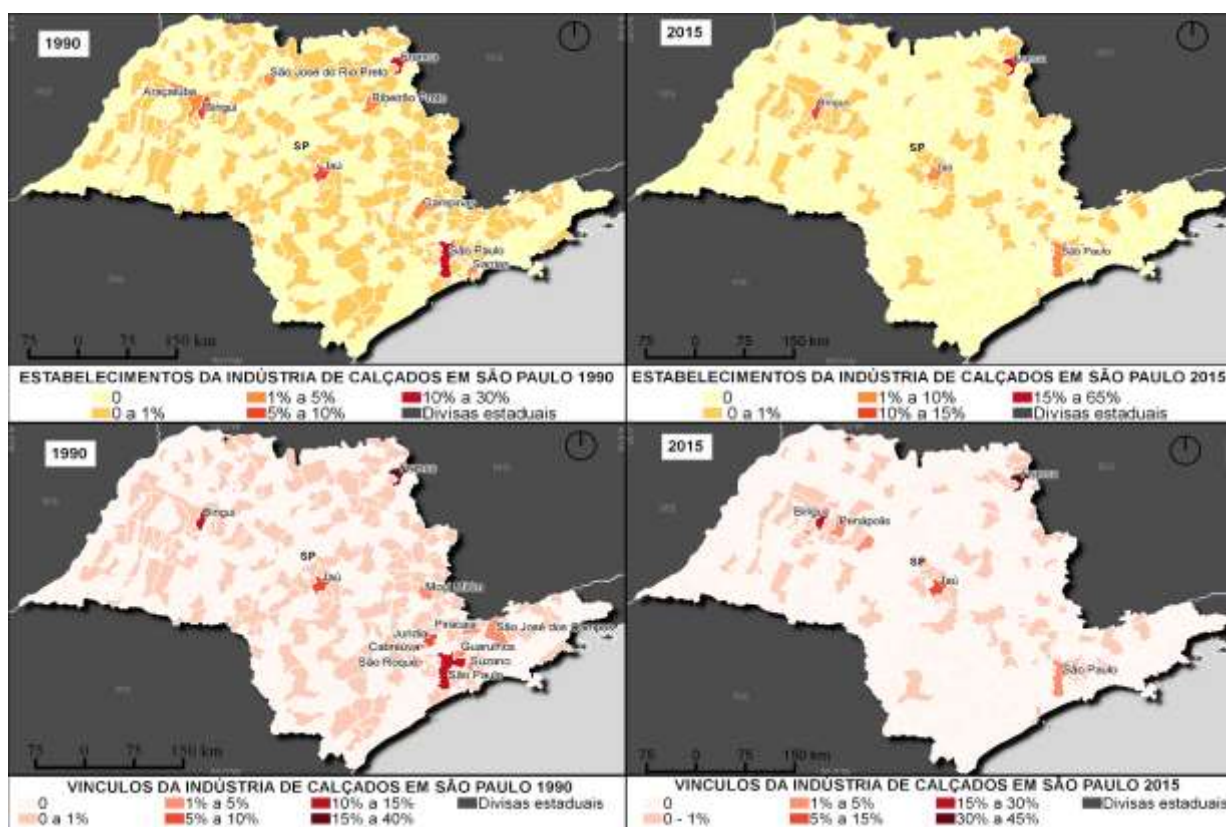 1990
São José do Rio Preto
Araçatuba
Birigui
Ribeirão Preto
SP
Jaú
Campinas
São Paulo
Santos
75 0 75 150 km
ESTABELECIMENTOS DA INDÚSTRIA DE CALÇADOS EM SÃO PAULO 1990
0 1% a 5% 10% a 30%
0 a 1% 5% a 10% Divisas estaduais
2015
Birigui
SP
Jaú
São Paulo
75 0 75 150 km
ESTABELECIMENTOS DA INDÚSTRIA DE CALÇADOS EM SÃO PAULO 2015
0 1% a 10% 15% a 65%
0 a 1% 10% a 15% Divisas estaduais
1990
Birigui
SP
Jaú
Piracaia
São José dos Campos
Jundiaí
Cabreúva
Guarulhos
São Roque
Suzano
São Paulo
75 0 75 150 km
VINCULOS DA INDÚSTRIA DE CALÇADOS EM SÃO PAULO 1990
0 1% a 5% 10% a 15% Divisas estaduais
0 a 1% 5% a 10% 15% a 40%
2015
Birigui
Penápolis
SP
Jaú
São Paulo
75 0 75 150 km
VINCULOS DA INDÚSTRIA DE CALÇADOS EM SÃO PAULO 2015
0 1% a 5% 15% a 30% Divisas estaduais
0 - 1% 5% a 15% 30% a 45%